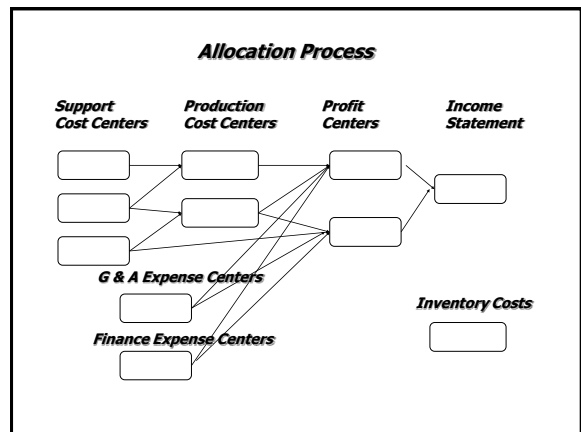 Allocation Process
Support
Cost Centers
Production
Cost Centers
Profit
Centers
Income
Statement
G & A Expense Centers
Inventory Costs
Finance Expense Centers